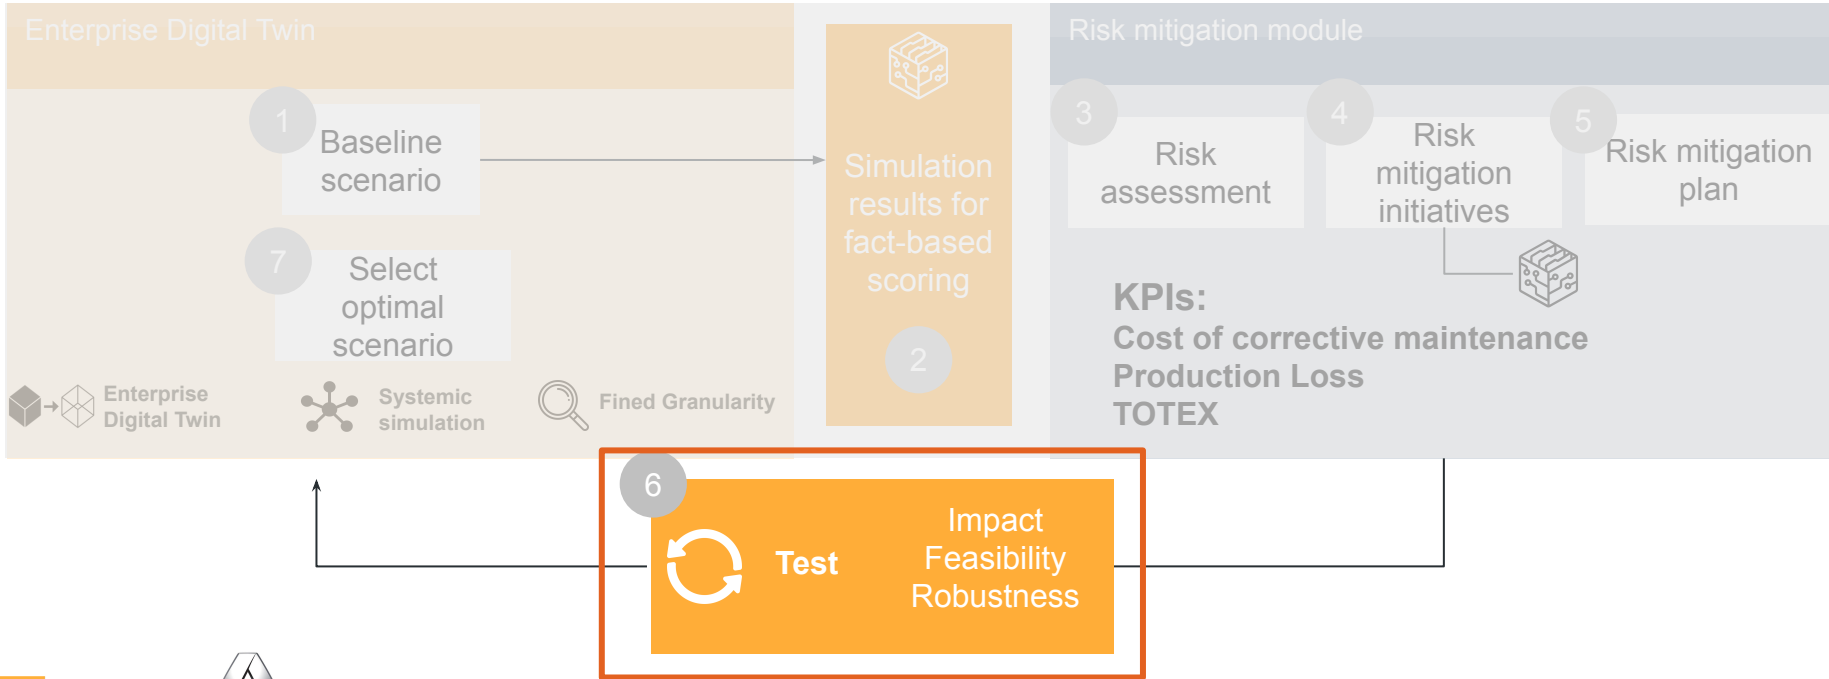 Enterprise Digital Twin
1
Baseline
scenario
7
Select
optimal
scenario
Enterprise
Digital Twin
Systemic
simulation
Fined Granularity
Simulation
results for
fact-based
scoring
2
Risk mitigation module
3
Risk
assessment
4
Risk
mitigation
initiatives
5
Risk mitigation
plan
KPIs:
Cost of corrective maintenance
Production Loss
TOTEX
6
Test
Impact
Feasibility
Robustness